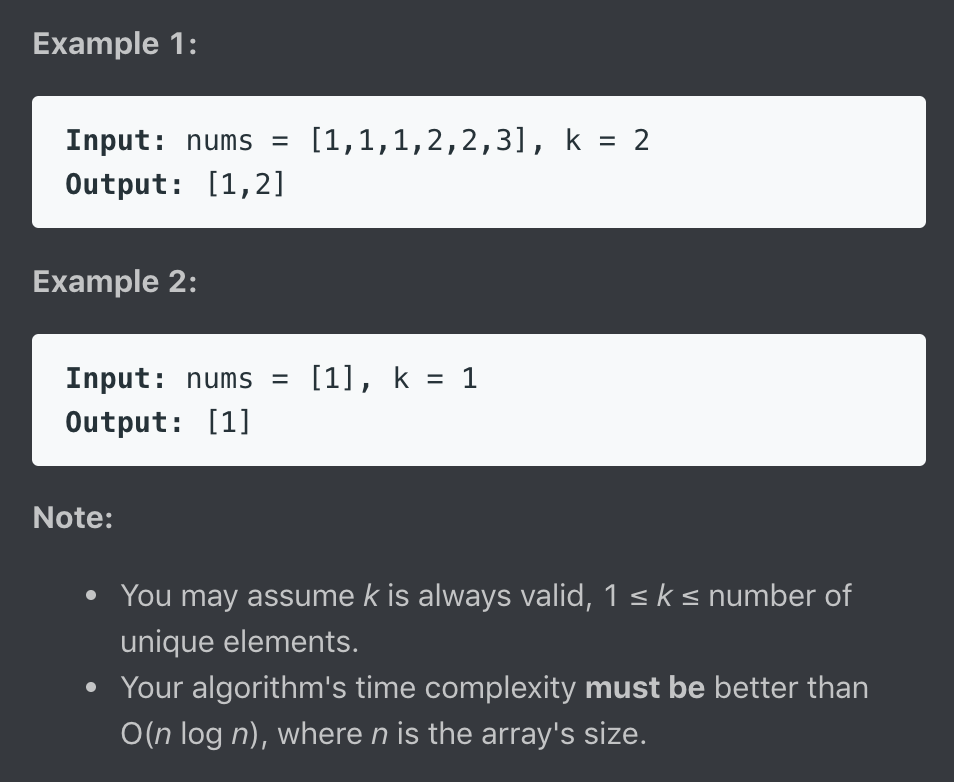 Example 1:
Input: nums = [1,1,1,2,2,3], k = 2
Output: [1,2]
Example 2:
Input: nums = [1], k = 1
Output: [1]
Note:
• You may assume k is always valid, 1 ≤ k ≤ number of
unique elements.
• Your algorithm's time complexity must be better than
O(n log n), where n is the array's size.